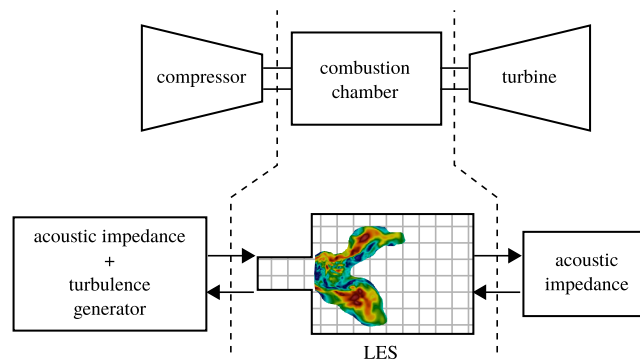 compressor
combustion
chamber
turbine
acoustic impedance
+
turbulence
generator
acoustic
impedance
LES